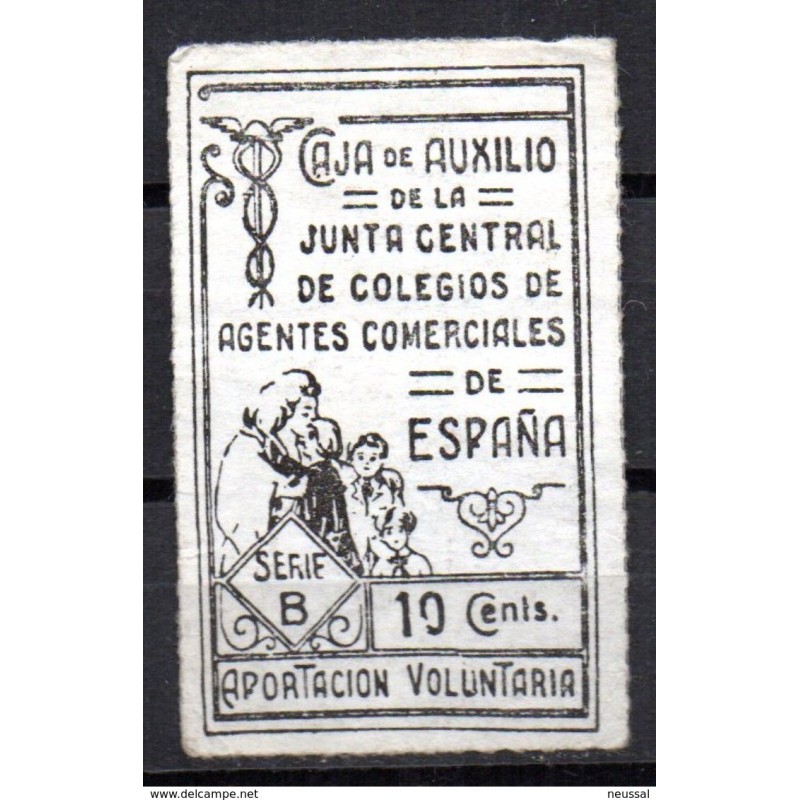 CAJA DE AUXILIO
= DE LA =
JUNTA CENTRAL
DE COLEGIOS DE
AGENTES COMERCIALES
= DE =
ESPAÑA
SERIE
B
10 Cents.
APORTACION VOLUNTARIA
www.delcampe.net
neussal